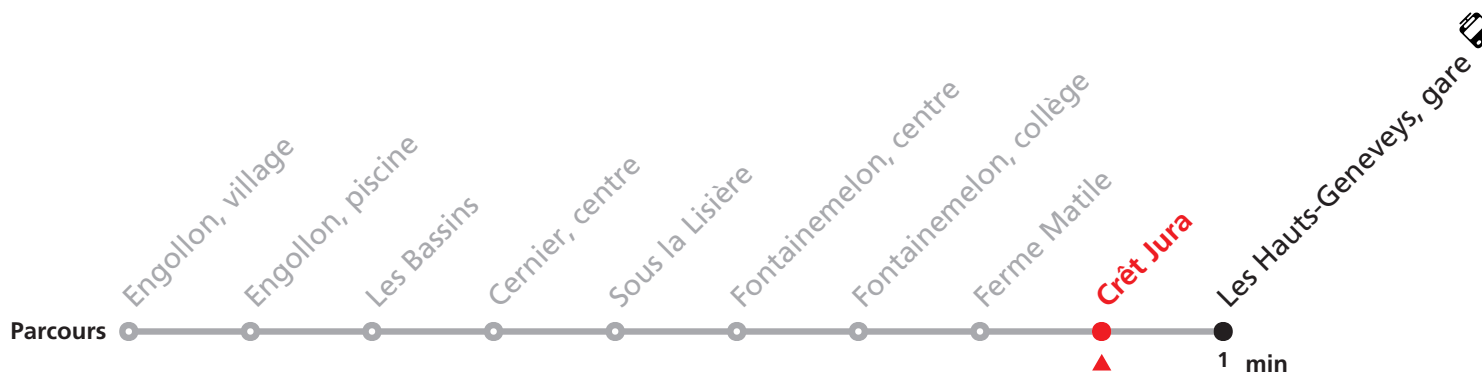 Engollon, village
Engollon, piscine
Les Bassins
Cernier, centre
Sous la Lisière
Fontainemelon, centre
Fontainemelon, collège
Ferme Matile
Crêt Jura
Les Hauts-Geneveys, gare
Parcours
1 min